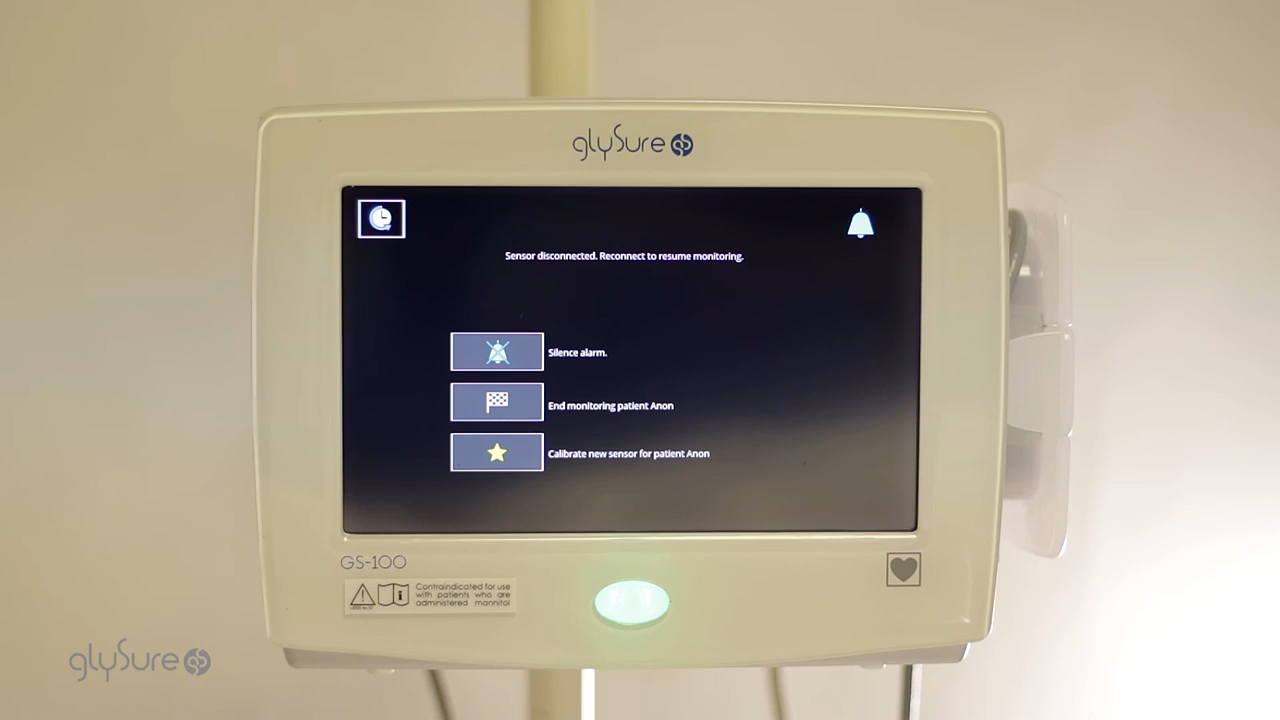 glySure
Sensor disconnected. Reconnect to resume monitoring.
Silence alarm.
End monitoring patient Anon
Calibrate new sensor for patient Anon
GS-100
Contraindicated for use
with patients who are
administered mannitol
glySure